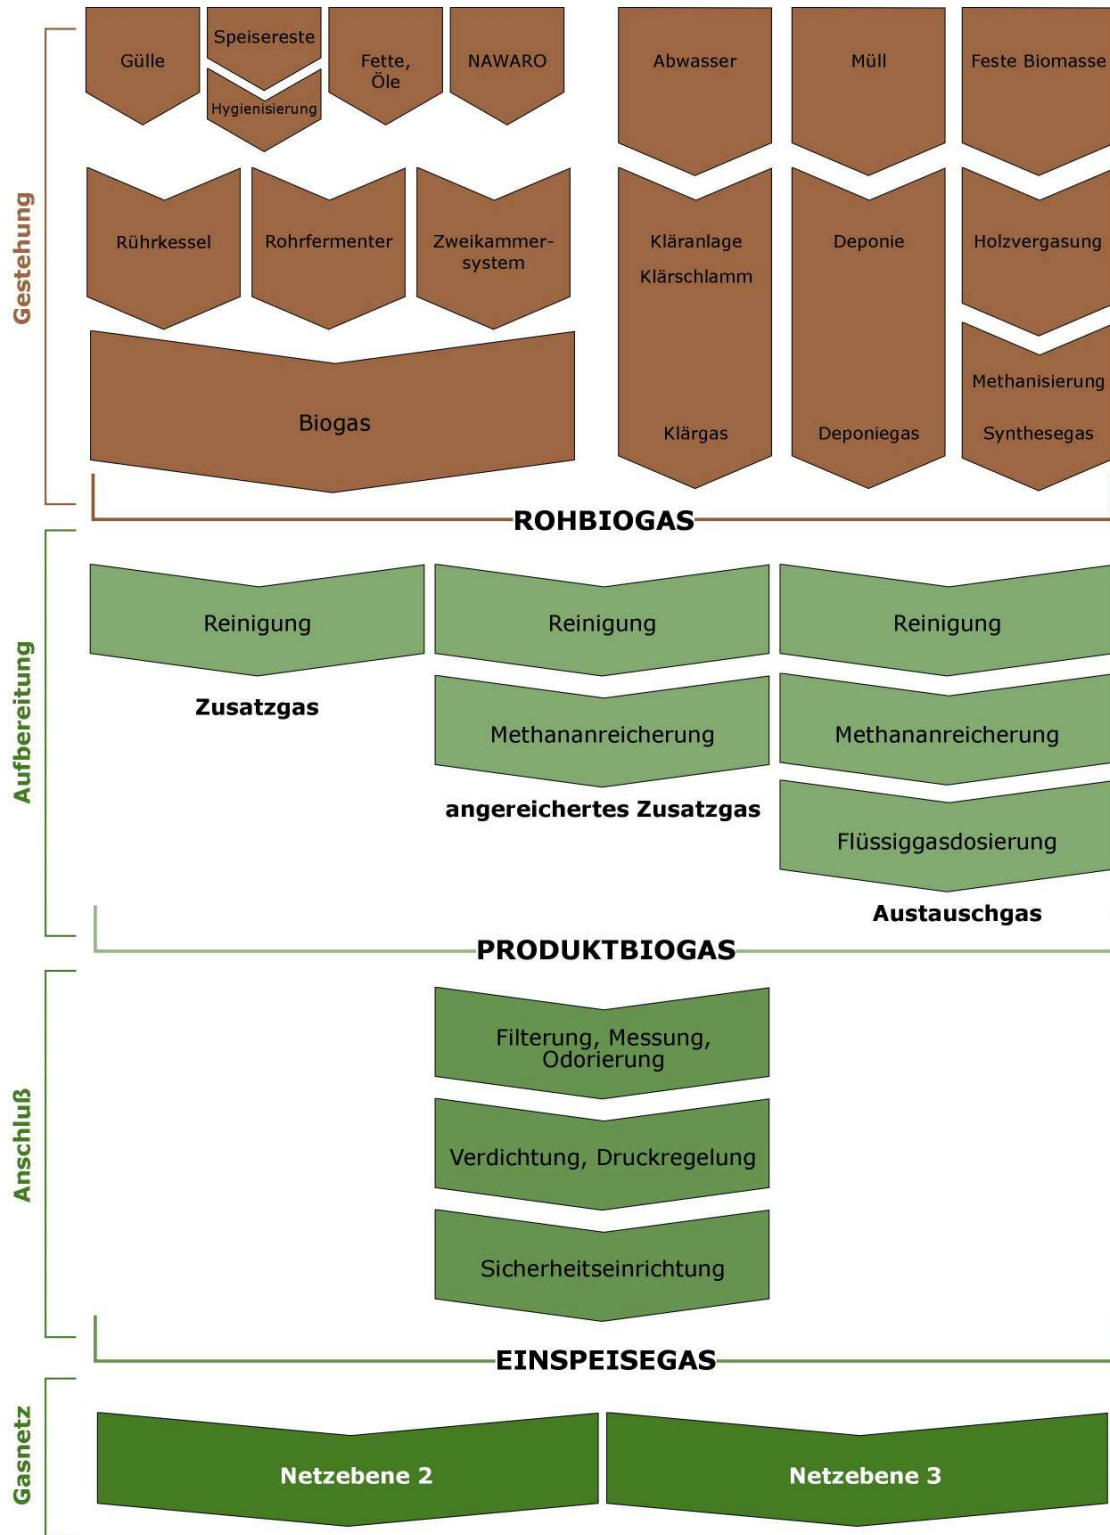 Gestehung
Gülle
Speisereste
Hygienisierung
Fette,
Öle
NAWARO
Abwasser
Müll
Feste Biomasse
Rührkessel
Rohrfermenter
Zweikammer-
system
Kläranlage
Klärschlamm
Deponie
Holzvergasung
Methanisierung
Biogas
Klärgas
Deponiegas
Synthesegas
ROHBIOGAS
Aufbereitung
Reinigung
Reinigung
Reinigung
Zusatzgas
Methananreicherung
Methananreicherung
angereichertes Zusatzgas
Flüssiggasdosierung
Austauschgas
PRODUKTBIOGAS
Anschluß
Filterung, Messung,
Odorierung
Verdichtung, Druckregelung
Sicherheitseinrichtung
EINSPEISEGAS
Gasnetz
Netzebene 2
Netzebene 3